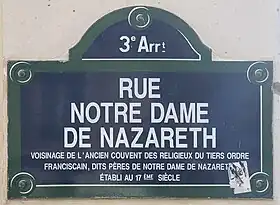 3e Arrt.
RUE
NOTRE DAME
DE NAZARETH
VOISINAGE DE L'ANCIEN COUVENT DES RELIGIEUX DU TIERS ORDRE
FRANCISCAIN, DITS PÈRES DE NOTRE DAME DE NAZARETH
ÉTABLI AU 17ÈME SIÈCLE